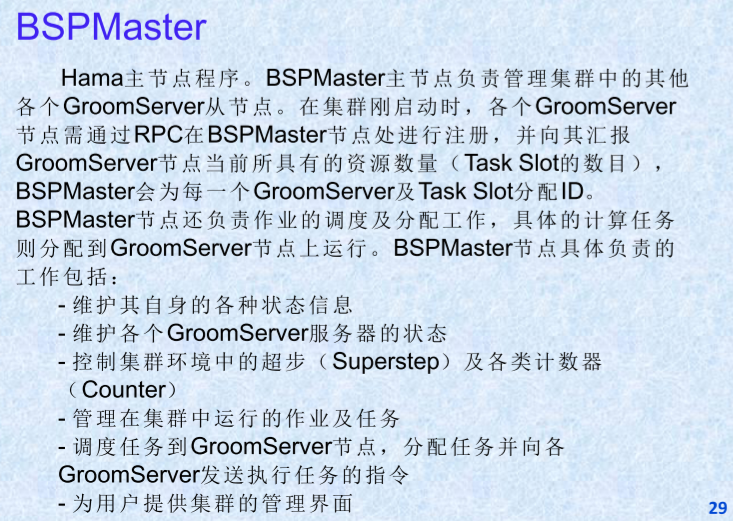 BSPMaster
Hama主节点程序。BSPMaster主节点负责管理集群中的其他
各个GroomServer从节点。在集群刚启动时，各个GroomServer
节点需通过RPC在BSPMaster节点处进行注册，并向其汇报
GroomServer节点当前所具有的资源数量（Task Slot的数目），
BSPMaster会为每一个GroomServer及Task Slot分配ID。
BSPMaster节点还负责作业的调度及分配工作，具体的计算任务
则分配到GroomServer节点上运行。BSPMaster节点具体负责的
工作包括：
- 维护其自身的各种状态信息
- 维护各个GroomServer服务器的状态
- 控制集群环境中的超步（Superstep）及各类计数器
（Counter）
- 管理在集群中运行的作业及任务
- 调度任务到GroomServer节点，分配任务并向各
GroomServer发送执行任务的指令
- 为用户提供集群的管理界面
29